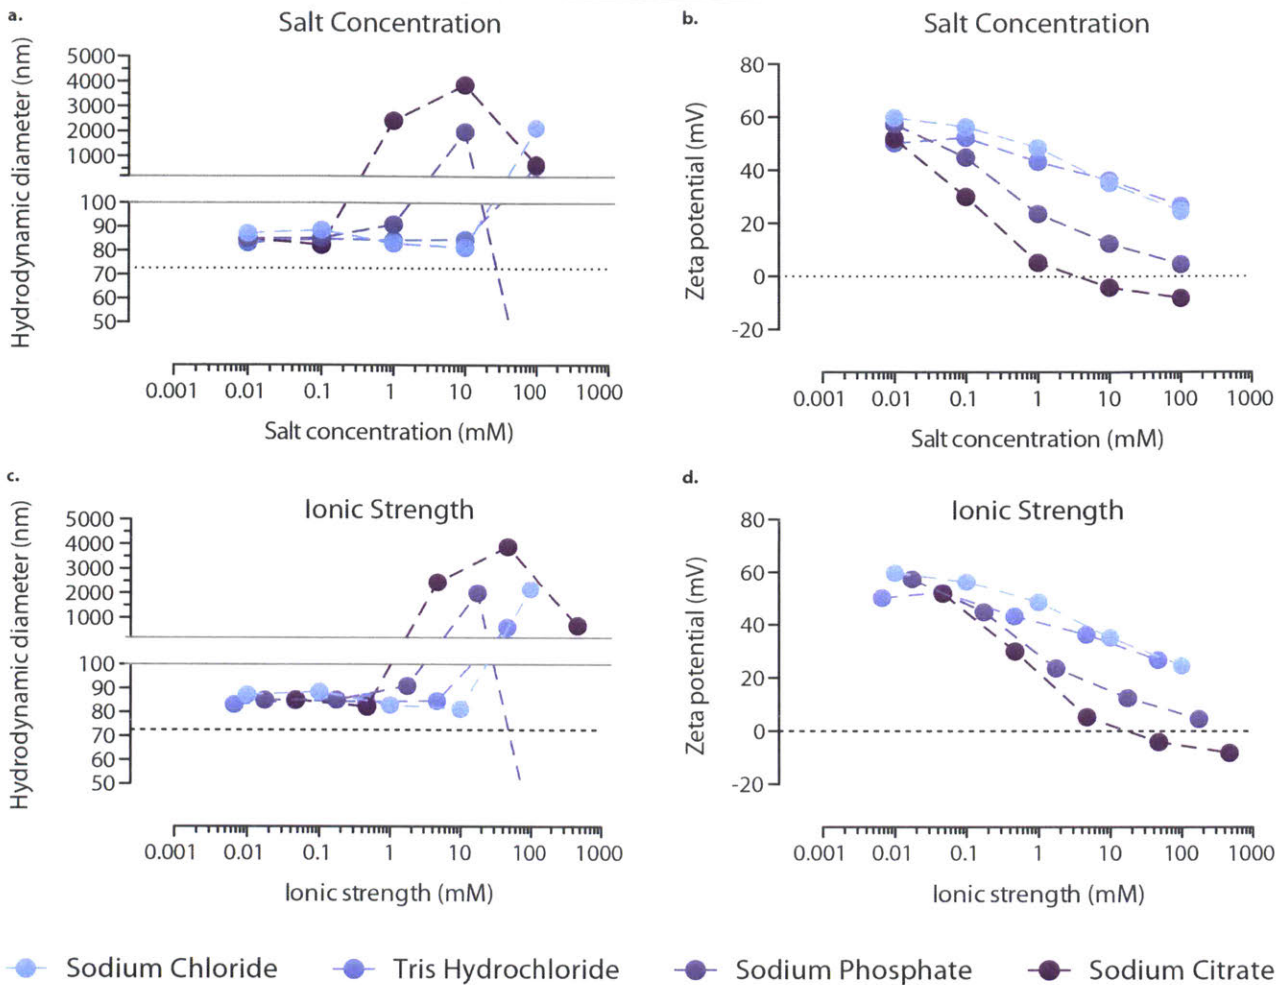 a.
Salt Concentration
Hydrodynamic diameter (nm)
5000
4000
3000
2000
1000
100
90
80
70
60
50
0.001 0.01 0.1 1 10 100 1000
Salt concentration (mM)
b.
Salt Concentration
Zeta potential (mV)
80
60
40
20
0
-20
0.001 0.01 0.1 1 10 100 1000
Salt concentration (mM)
c.
Ionic Strength
Hydrodynamic diameter (nm)
5000
4000
3000
2000
1000
100
90
80
70
60
50
0.001 0.01 0.1 1 10 100 1000
Ionic strength (mM)
d.
Ionic Strength
Zeta potential (mV)
80
60
40
20
0
-20
0.001 0.01 0.1 1 10 100 1000
Ionic strength (mM)
Sodium Chloride Tris Hydrochloride Sodium Phosphate Sodium Citrate